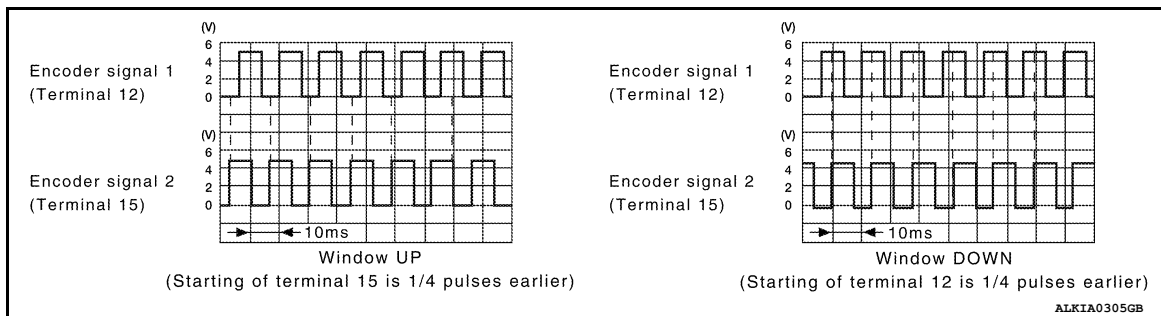 (V)
6
4
2
0
Encoder signal 1
(Terminal 12)
(V)
6
4
2
0
Encoder signal 2
(Terminal 15)
10ms
Window UP
(Starting of terminal 15 is 1/4 pulses earlier)
(V)
6
4
2
0
Encoder signal 1
(Terminal 12)
(V)
6
4
2
0
Encoder signal 2
(Terminal 15)
10ms
Window DOWN
(Starting of terminal 12 is 1/4 pulses earlier)
ALKIA0305GB